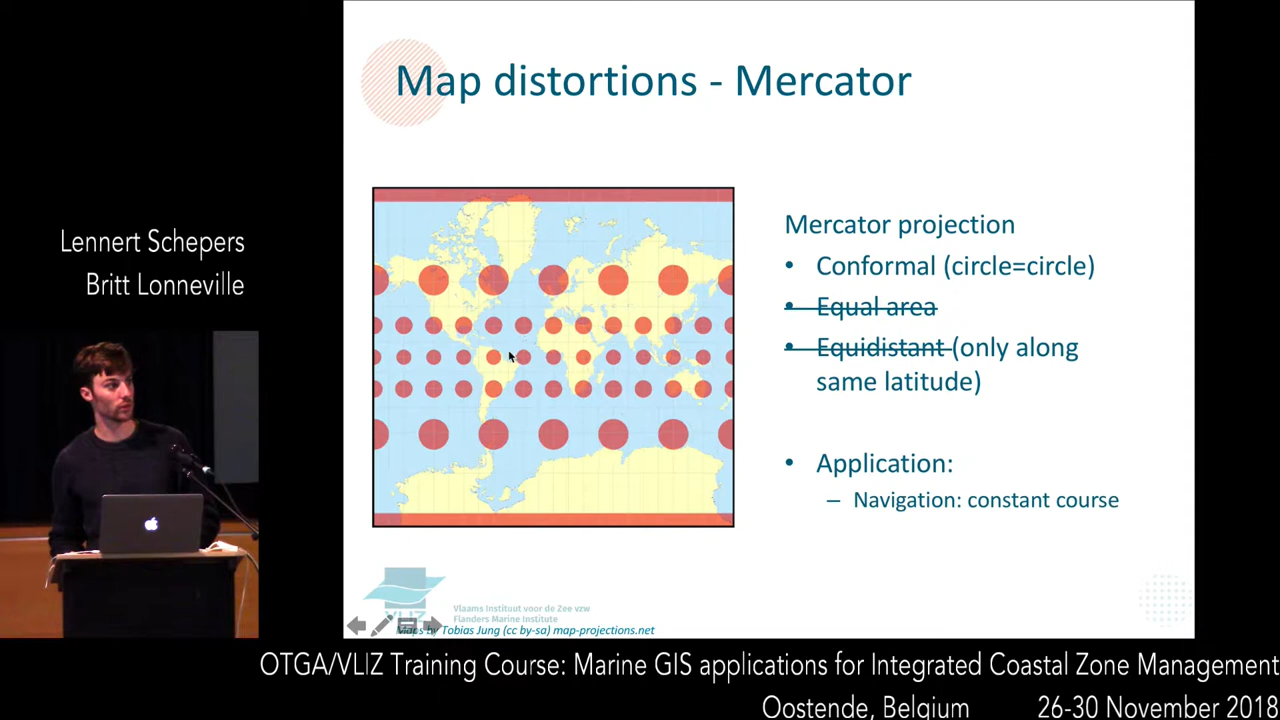 Map distortions - Mercator
Lennert Schepers
Britt Lonneville
Mercator projection
• Conformal (circle=circle)
• Equal area
• Equidistant (only along
same latitude)
• Application:
– Navigation: constant course
VLIZ
Vlaams Instituut voor de Zee vzw
Flanders Marine Institute
Maps by Tobias Jung (cc by-sa) map-projections.net
OTGA/VLIZ Training Course: Marine GIS applications for Integrated Coastal Zone Management
Oostende, Belgium 26-30 November 2018